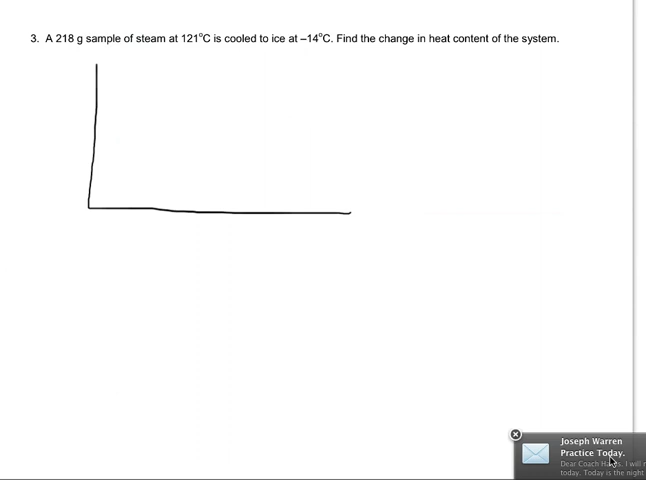 3. A 218 g sample of steam at 121°C is cooled to ice at –14°C. Find the change in heat content of the system.
Joseph Warren
Practice Today.
Dear Coach I will
today. Today is the night